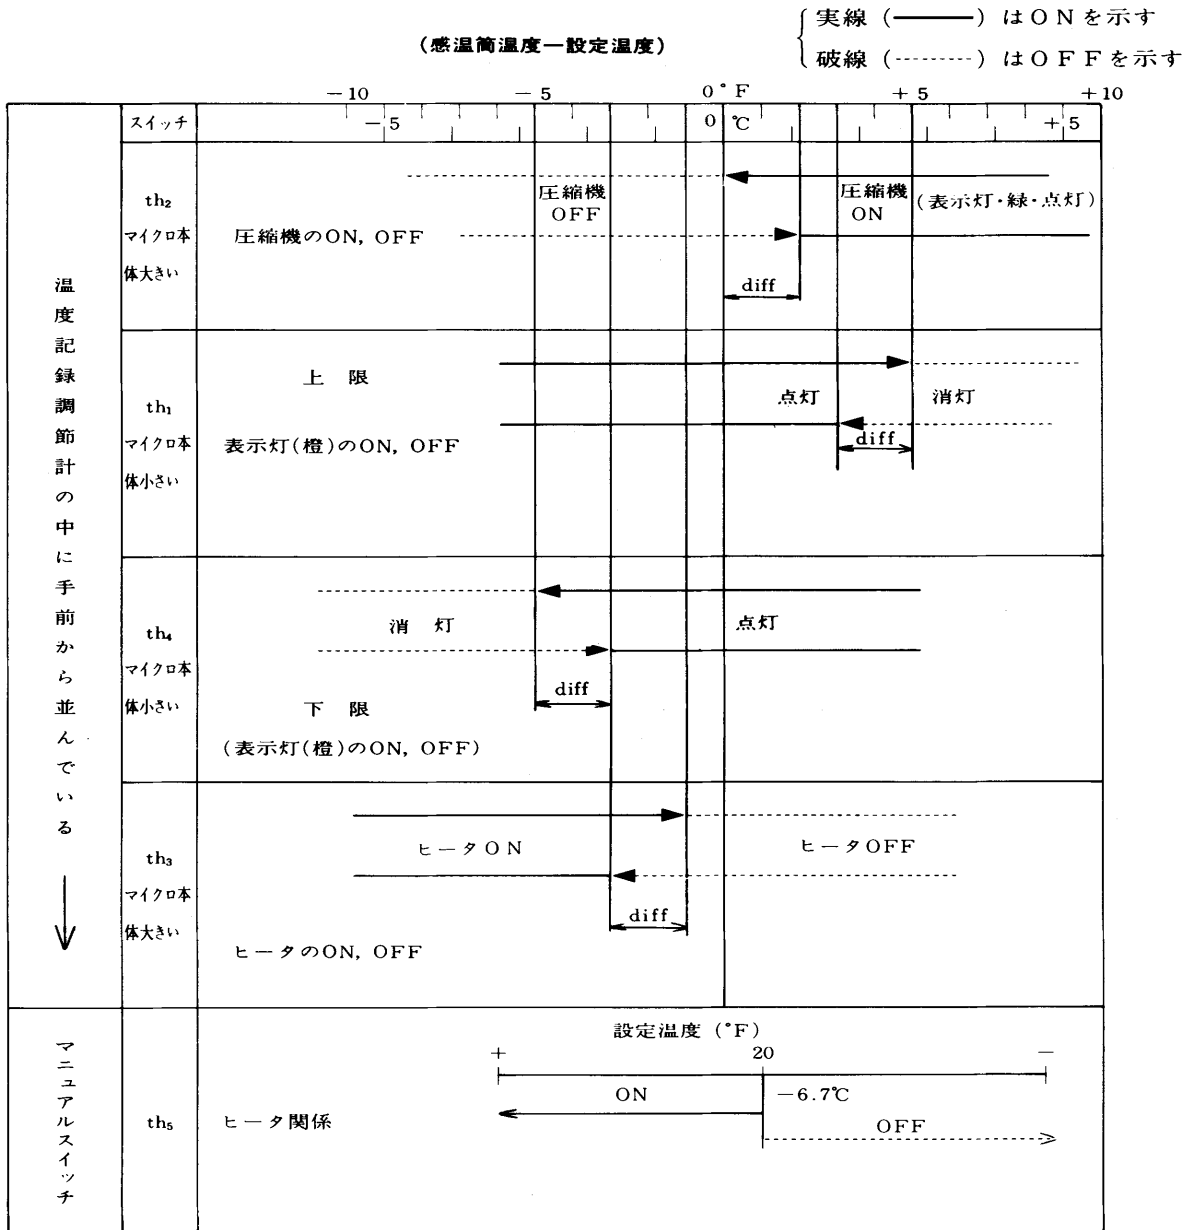 実線 (———) はONを示す
(感温筒温度—設定温度)
破線 (---------) はOFFを示す
−10 −5 0°F +5 +10
スイッチ −5 0 ℃ +5
温度記録調節計の中に手前から並んでいる
th₂
マイクロ本
体大きい
圧縮機のON, OFF
圧縮機
OFF
圧縮機
ON
(表示灯・緑・点灯)
diff
th₁
マイクロ本
体小さい
上 限
表示灯(橙)のON, OFF
点灯 消灯
diff
th₄
マイクロ本
体小さい
消 灯 点灯
diff
下 限
(表示灯(橙)のON, OFF)
th₃
マイクロ本
体大きい
ヒータON ヒータOFF
diff
ヒータのON, OFF
マニュアルスイッチ
th₅
ヒータ関係
設定温度 (°F)
+ 20 −
ON −6.7℃
OFF